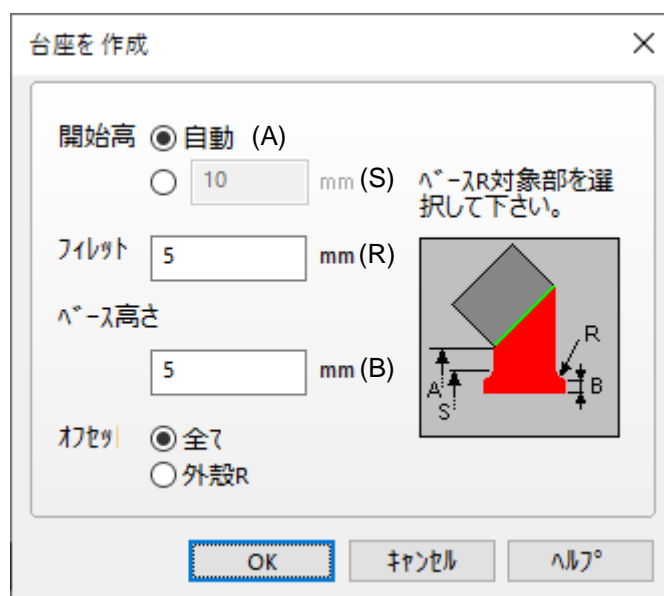 台座を 作成
開始高 自動 (A)
10 mm (S)
ﾍﾞｰｽR対象部を選
択して下さい。
ﾌｨﾚｯﾄ 5 mm (R)
ﾍﾞｰｽ高さ
5 mm (B)
R
A
S
B
ｵﾌｾｯ 全て
外殻R
OK ｷｬﾝｾﾙ ﾍﾙﾌﾟ